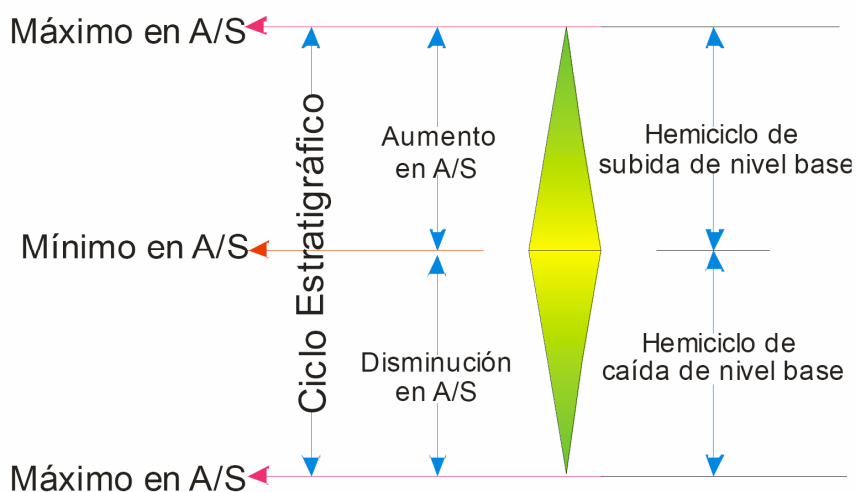 Máximo en A/S
Ciclo Estratigráfico
Aumento
en A/S
Hemiciclo de
subida de nivel base
Mínimo en A/S
Disminución
en A/S
Hemiciclo de
caída de nivel base
Máximo en A/S